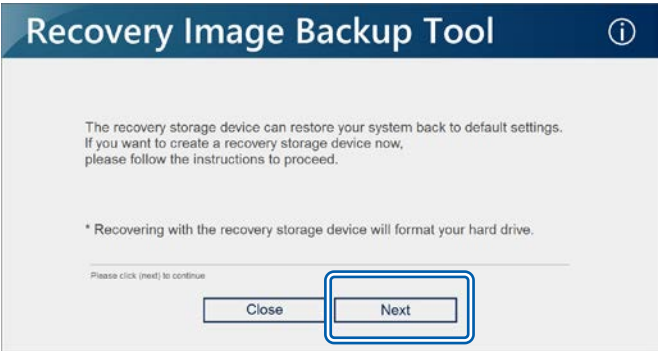 Recovery Image Backup Tool
The recovery storage device can restore your system back to default settings.
If you want to create a recovery storage device now,
please follow the instructions to proceed.
* Recovering with the recovery storage device will format your hard drive.
Please click (next) to continue
Close Next